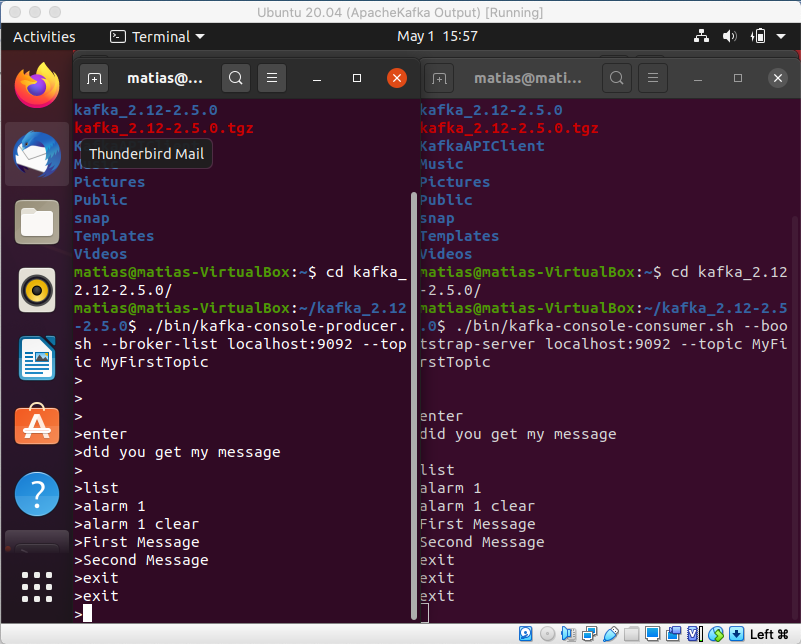 Ubuntu 20.04 (ApacheKafka Output) [Running]
Activities
Terminal
May 1 15:57
matias@...
matias@mati...
kafka_2.12-2.5.0
kafka_2.12-2.5.0.tgz
Thunderbird Mail
Pictures
Public
snap
Templates
Videos
matias@matias-VirtualBox:~$ cd kafka_
2.12-2.5.0/
matias@matias-VirtualBox:~/kafka_2.12
-2.5.0$ ./bin/kafka-console-producer.
sh --broker-list localhost:9092 --top
ic MyFirstTopic
>
>
>
>enter
>did you get my message
>
>list
>alarm 1
>alarm 1 clear
>First Message
>Second Message
>exit
>exit
>
kafka_2.12-2.5.0
kafka_2.12-2.5.0.tgz
KafkaAPIClient
Music
Pictures
Public
snap
Templates
Videos
matias@matias-VirtualBox:~$ cd kafka_2.12
-2.5.0/
matias@matias-VirtualBox:~/kafka_2.12-2.5
.0$ ./bin/kafka-console-consumer.sh --boo
tstrap-server localhost:9092 --topic MyFi
rstTopic
enter
did you get my message
list
alarm 1
alarm 1 clear
First Message
Second Message
exit
exit
exit
Left ⌘